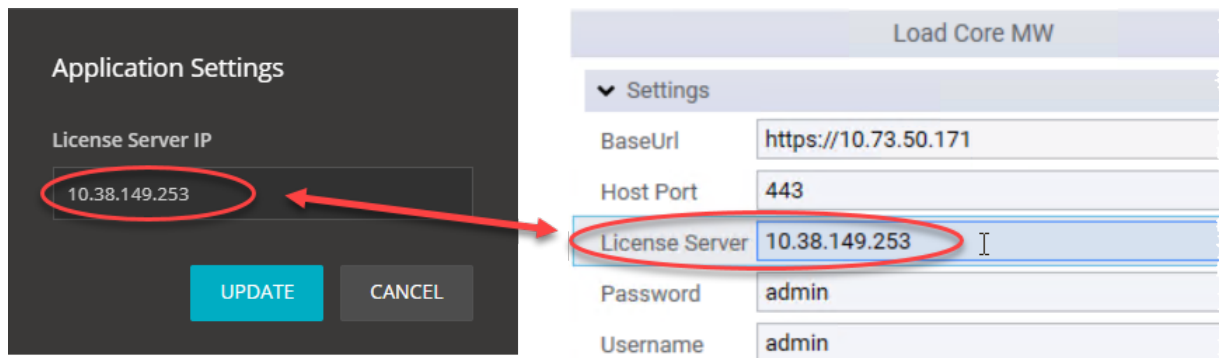 Application Settings
License Server IP
10.38.149.253
UPDATE CANCEL
Load Core MW
Settings
BaseUrl https://10.73.50.171
Host Port 443
License Server 10.38.149.253
Password admin
Username admin